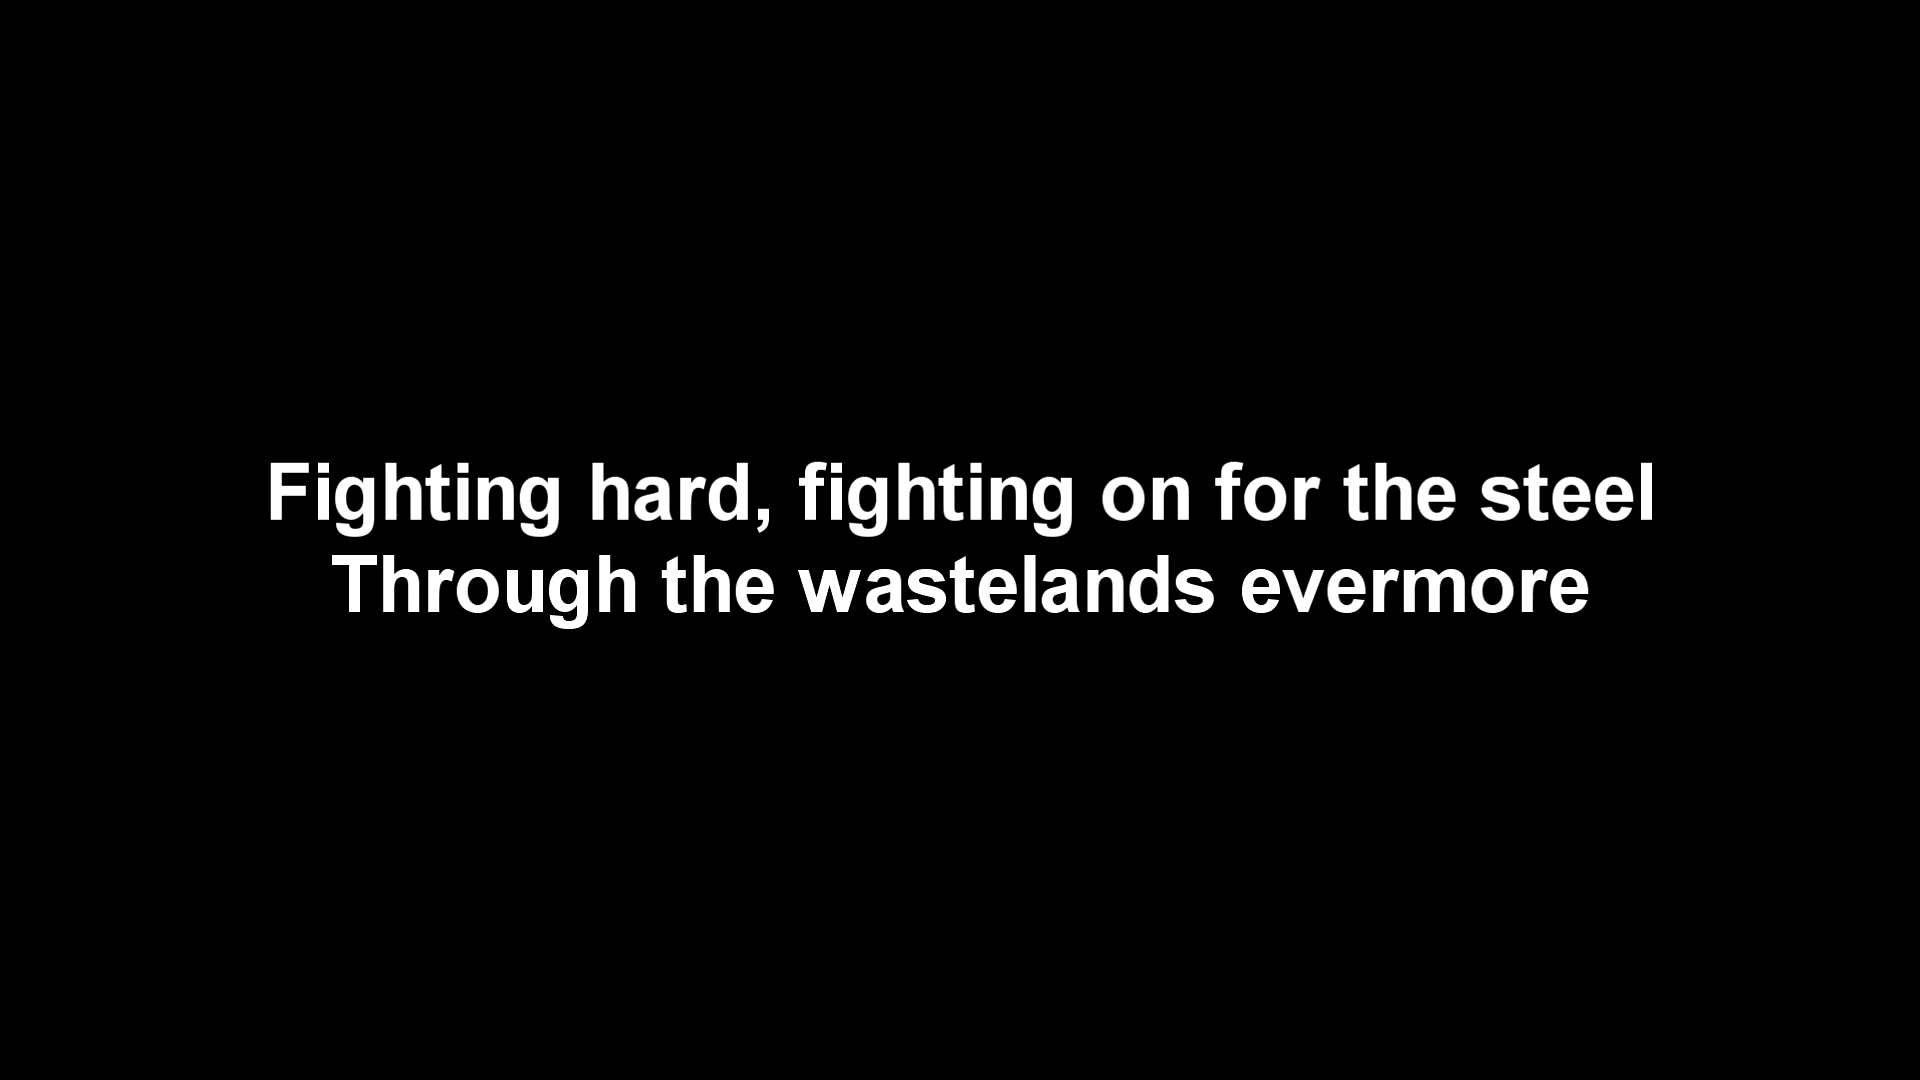 Fighting hard, fighting on for the steel
Through the wastelands evermore